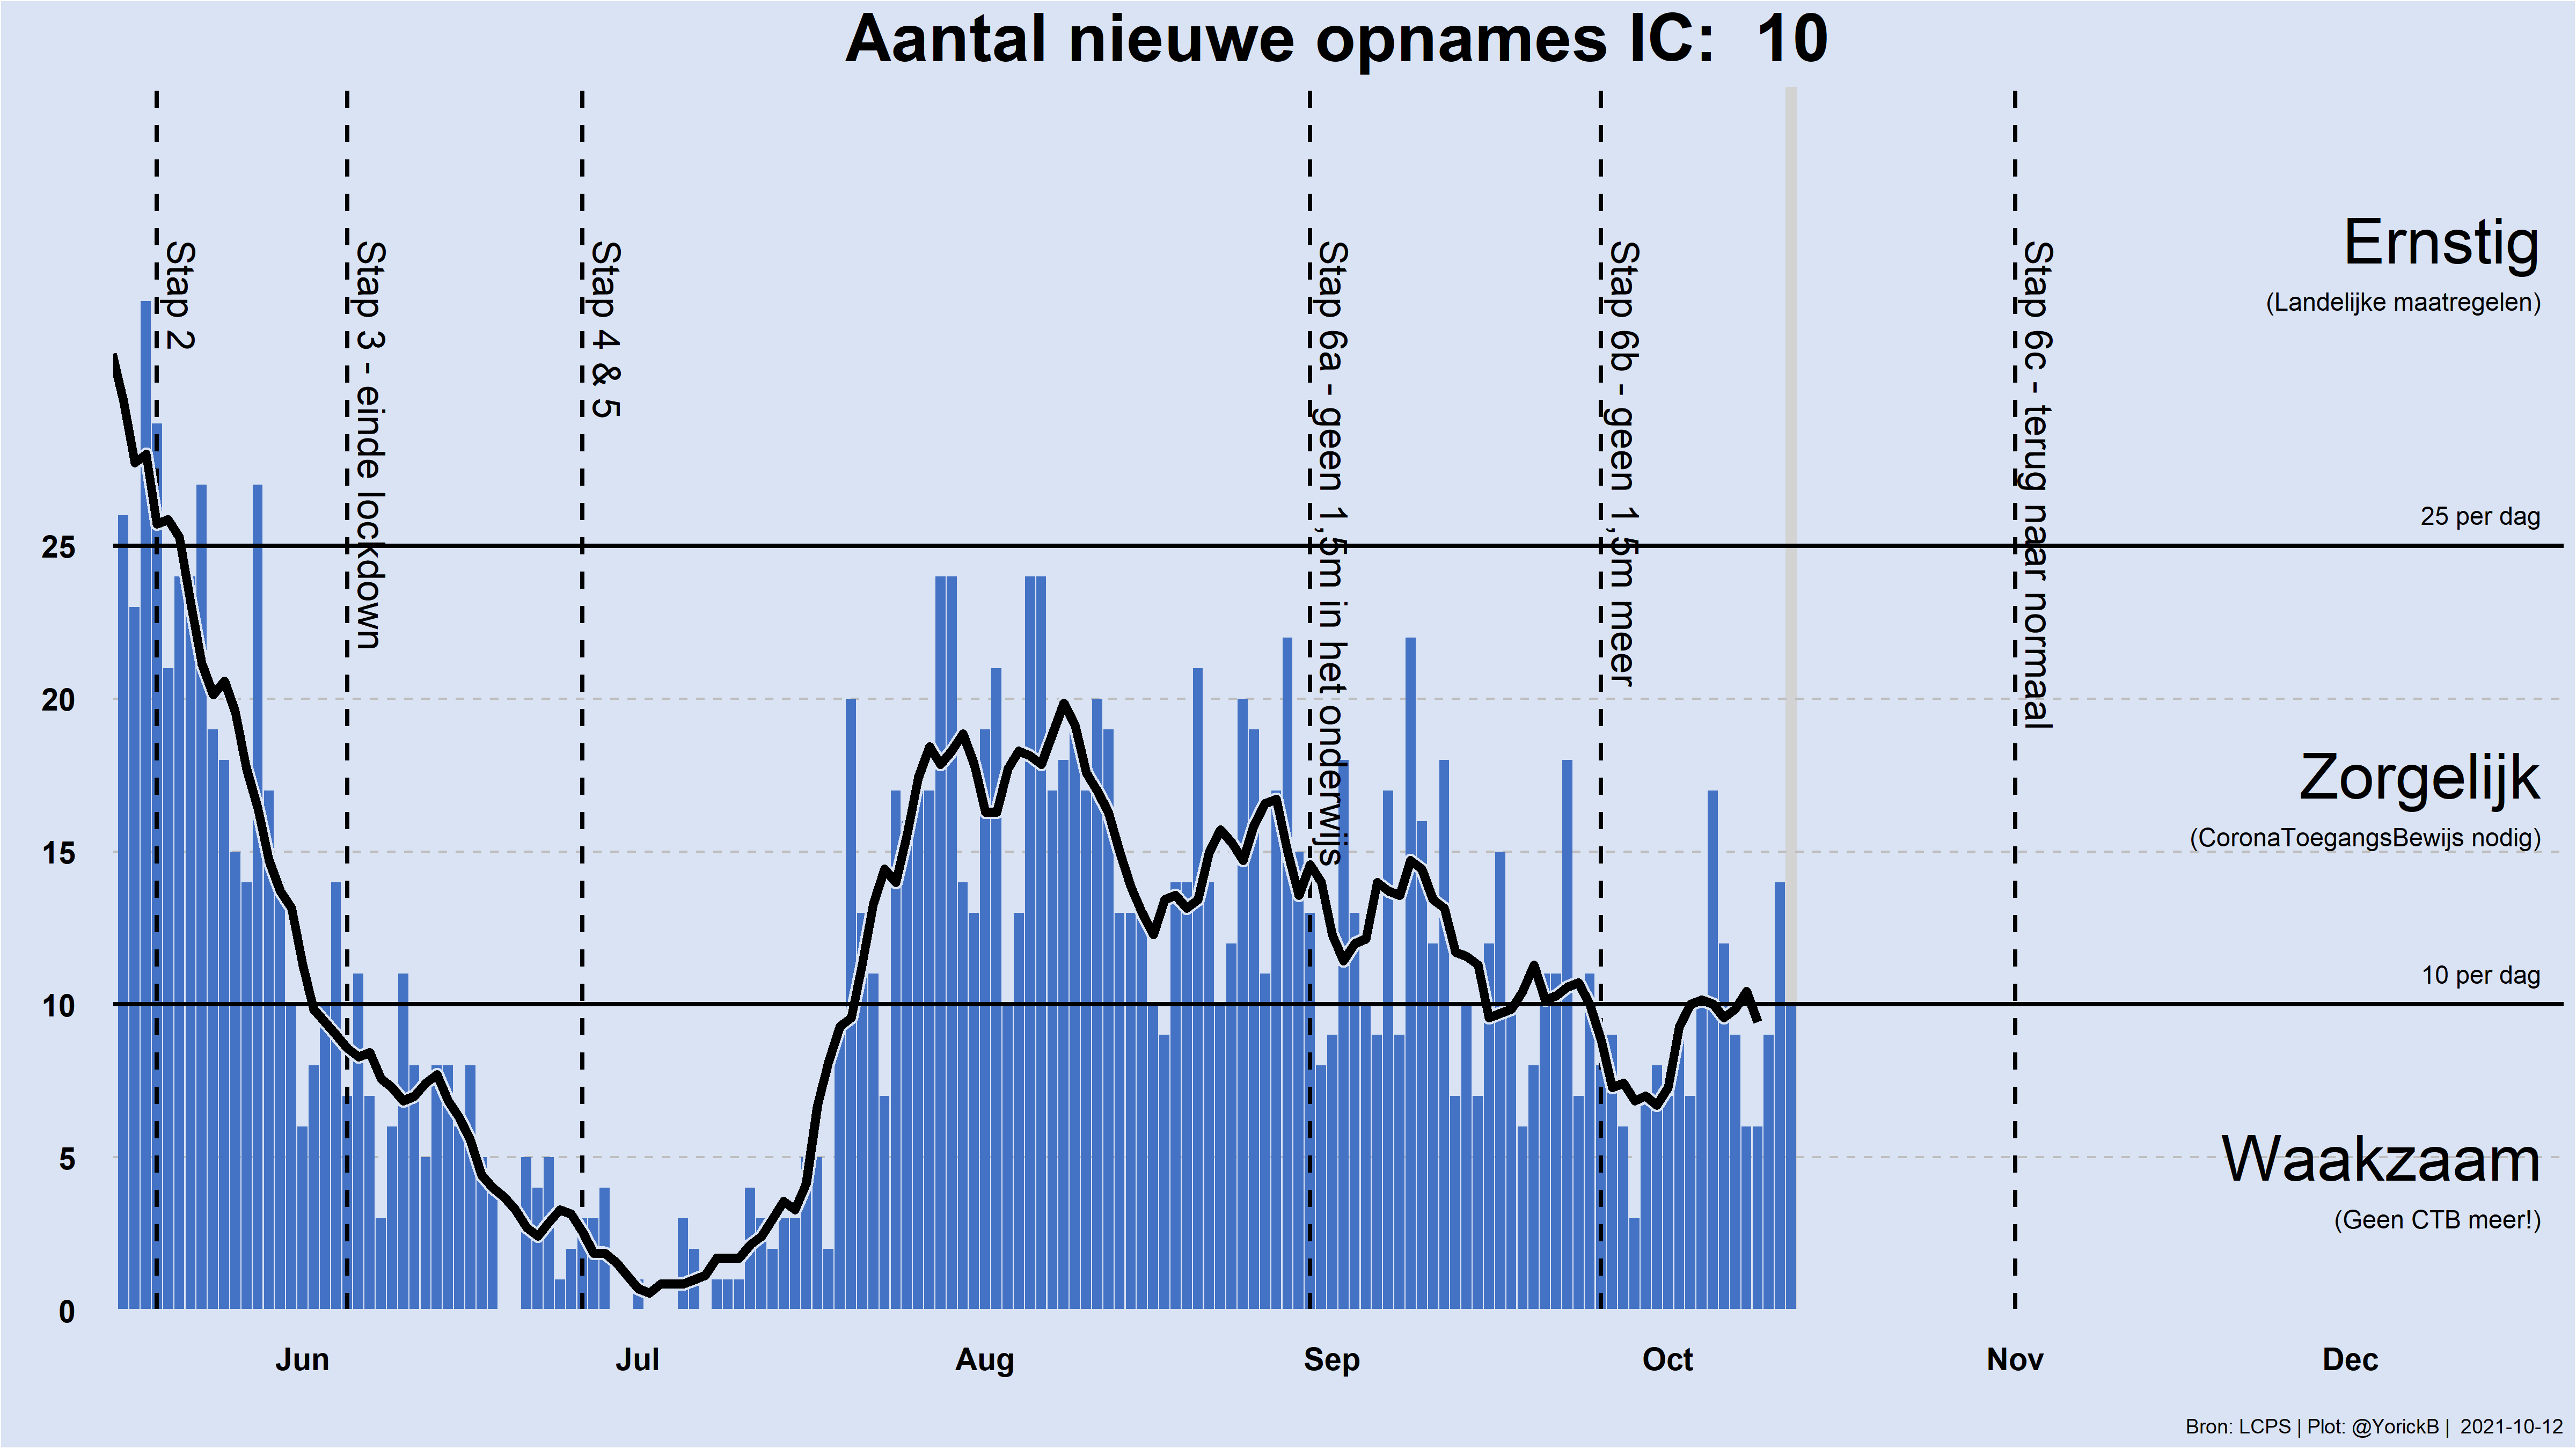 Aantal nieuwe opnames IC:  10
Stap 2
Stap 3 - einde lockdown
Stap 4 & 5
Stap 6a - geen 1,5m in het onderwijs
Stap 6b - geen 1,5m meer
Stap 6c - terug naar normaal
Ernstig
(Landelijke maatregelen)
25 per dag
Zorgelijk
(CoronaToegangsBewijs nodig)
10 per dag
Waakzaam
(Geen CTB meer!)
25
20
15
10
5
0
Jun Jul Aug Sep Oct Nov Dec
Bron: LCPS | Plot: @YorickB |  2021-10-12